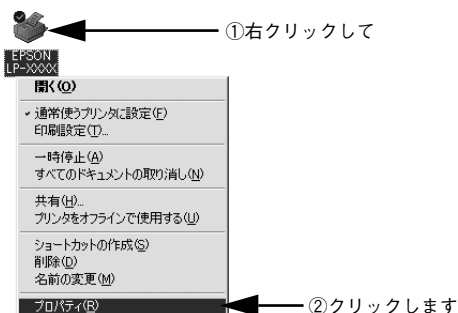 ①右クリックして
EPSON
LP-XXXX
開く(O)
通常使うプリンタに設定(F)
印刷設定(T)...
一時停止(A)
すべてのドキュメントの取り消し(N)
共有(H)...
プリンタをオフラインで使用する(U)
ショートカットの作成(S)
削除(D)
名前の変更(M)
プロパティ(R)
②クリックします